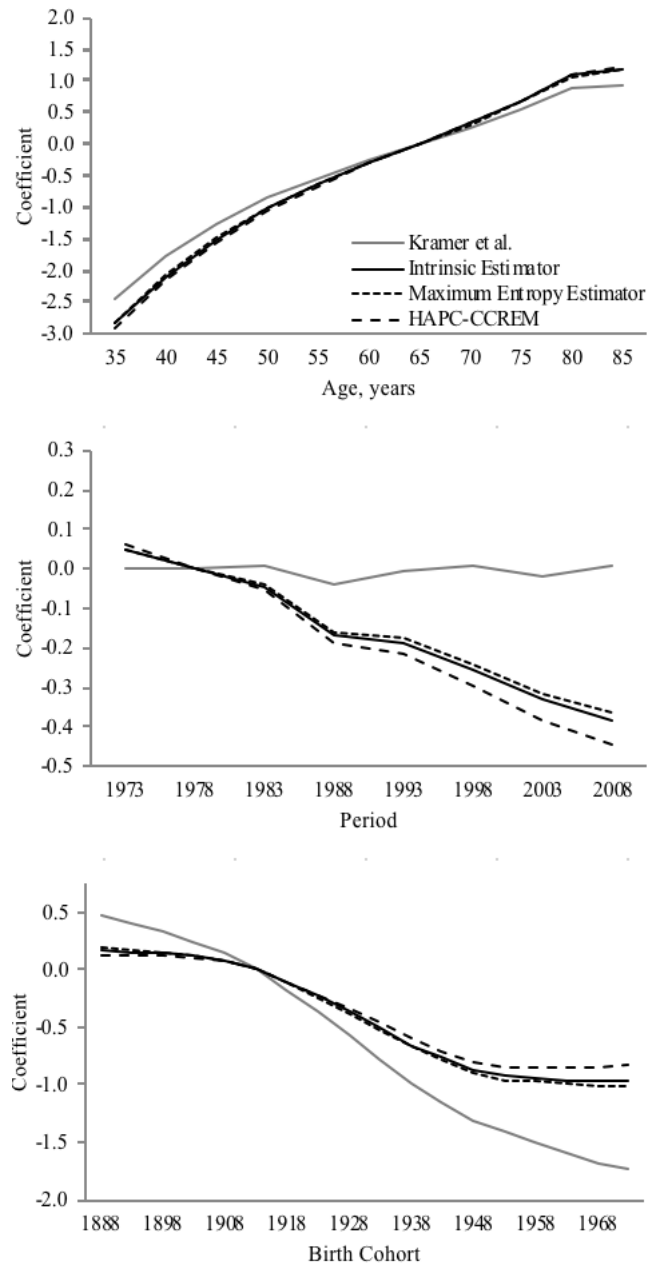 2.0
1.5
1.0
0.5
0.0
-0.5
-1.0
-1.5
-2.0
-2.5
-3.0
Coefficient
Kramer et al.
Intrinsic Estimator
Maximum Entropy Estimator
HAPC-CCREM
35 40 45 50 55 60 65 70 75 80 85
Age, years
0.3
0.2
0.1
0.0
-0.1
-0.2
-0.3
-0.4
-0.5
Coefficient
1973 1978 1983 1988 1993 1998 2003 2008
Period
0.5
0.0
-0.5
-1.0
-1.5
-2.0
Coefficient
1888 1898 1908 1918 1928 1938 1948 1958 1968
Birth Cohort